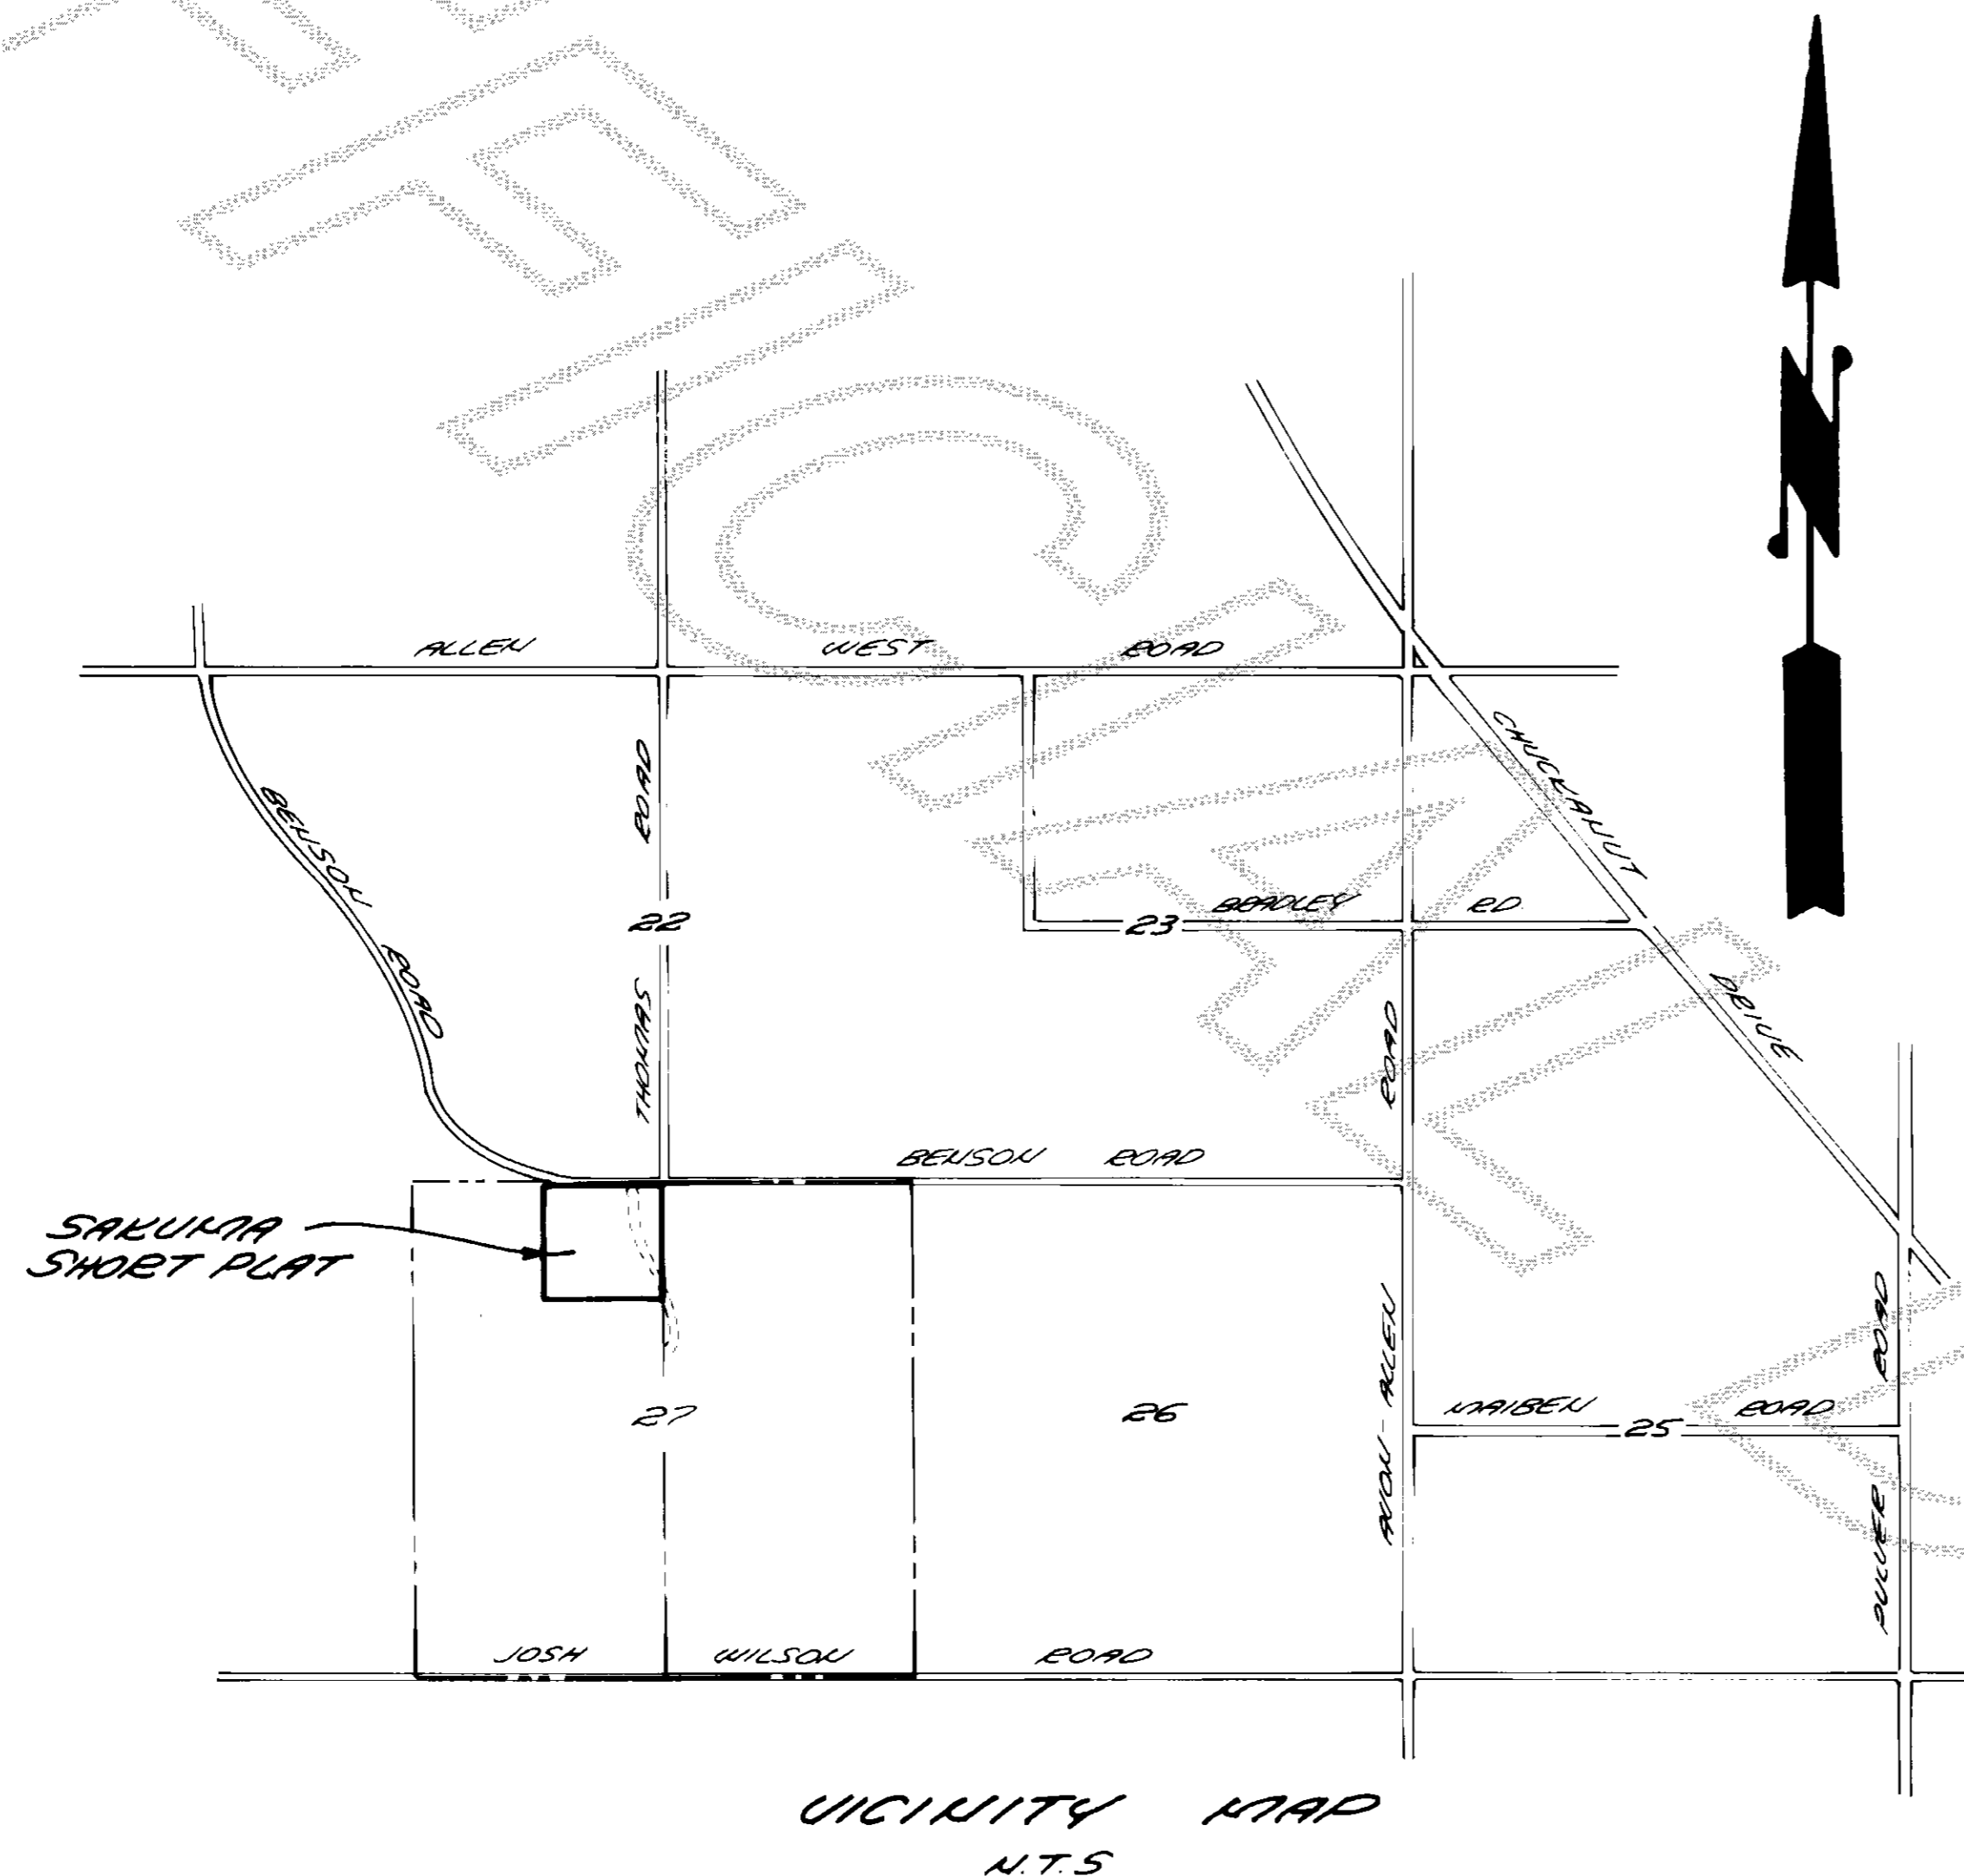 N
ALLEN WEST ROAD
CHUCKANUT DRIVE
BENSON ROAD
THOMAS ROAD
22
BRADLEY RD.
23
BENSON ROAD
SAKUMA
SHORT PLAT
27
26
AVON - ALLEN ROAD
MAIBEN ROAD
25
PULVER ROAD
JOSH WILSON ROAD
VICINITY MAP
N.T.S